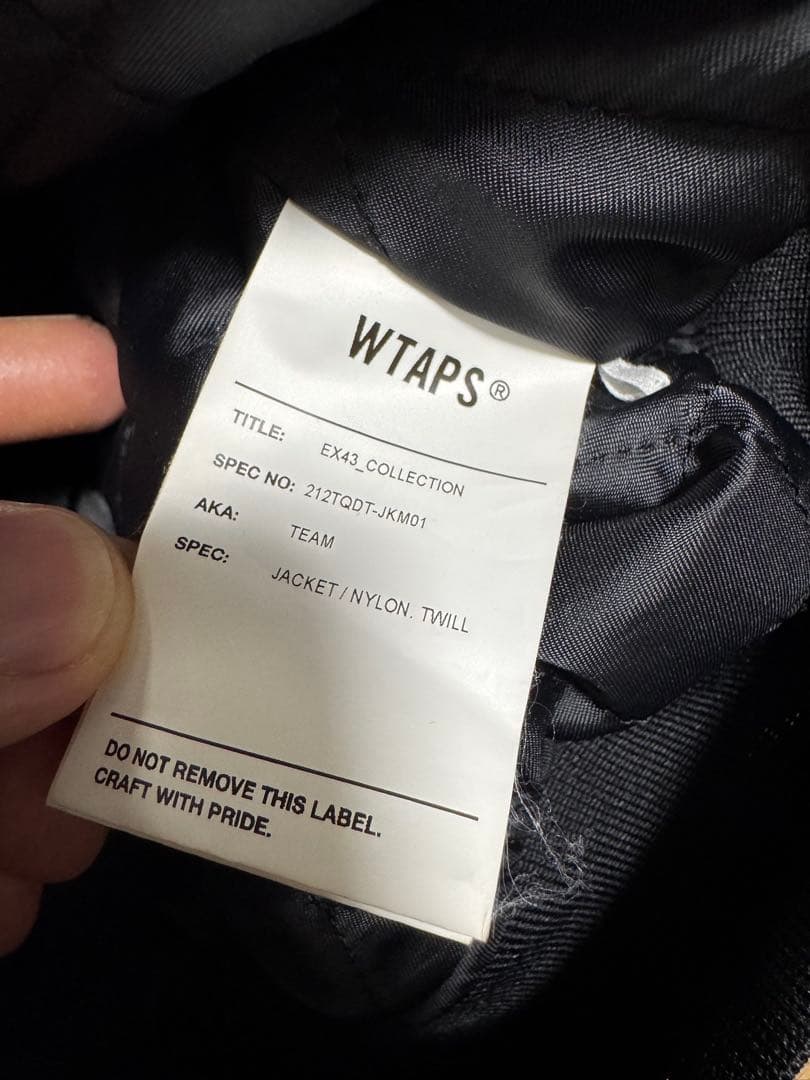 WTAPS®
TITLE: EX43_COLLECTION
SPEC NO: 212TQDT-JKM01
AKA: TEAM
SPEC: JACKET / NYLON. TWILL
DO NOT REMOVE THIS LABEL.
CRAFT WITH PRIDE.